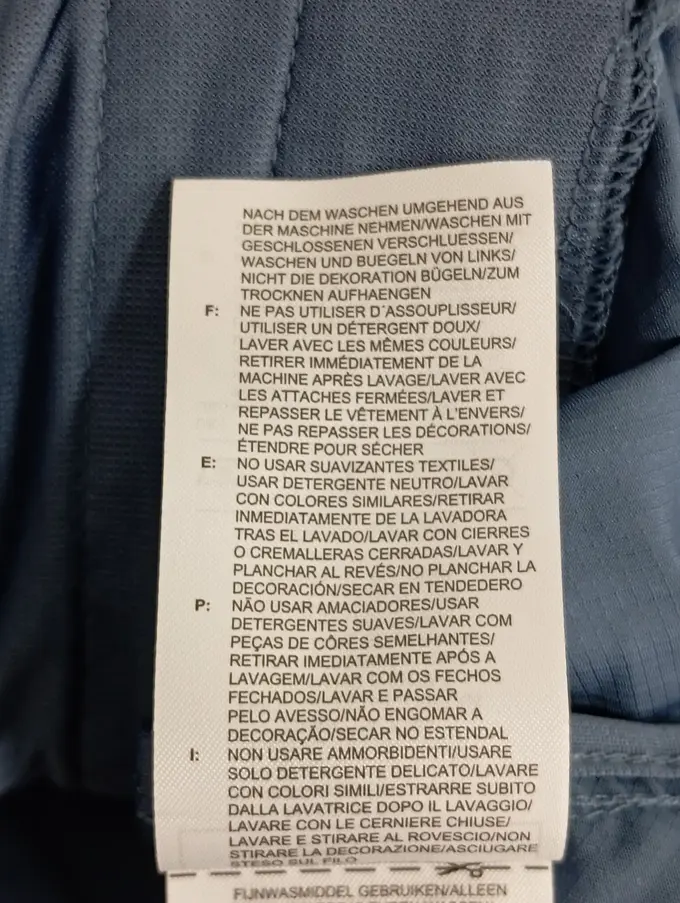 NACH DEM WASCHEN UMGEHEND AUS
DER MASCHINE NEHMEN/WASCHEN MIT
GESCHLOSSENEN VERSCHLUESSEN/
WASCHEN UND BUEGELN VON LINKS/
NICHT DIE DEKORATION BÜGELN/ZUM
TROCKNEN AUFHAENGEN
F: NE PAS UTILISER D'ASSOUPLISSEUR/
UTILISER UN DÉTERGENT DOUX/
LAVER AVEC LES MÊMES COULEURS/
RETIRER IMMÉDIATEMENT DE LA
MACHINE APRÈS LAVAGE/LAVER AVEC
LES ATTACHES FERMÉES/LAVER ET
REPASSER LE VÊTEMENT À L'ENVERS/
NE PAS REPASSER LES DÉCORATIONS/
ÉTENDRE POUR SÉCHER
E: NO USAR SUAVIZANTES TEXTILES/
USAR DETERGENTE NEUTRO/LAVAR
CON COLORES SIMILARES/RETIRAR
INMEDIATAMENTE DE LA LAVADORA
TRAS EL LAVADO/LAVAR CON CIERRES
O CREMALLERAS CERRADAS/LAVAR Y
PLANCHAR AL REVÉS/NO PLANCHAR LA
DECORACIÓN/SECAR EN TENDEDERO
P: NÃO USAR AMACIADORES/USAR
DETERGENTES SUAVES/LAVAR COM
PEÇAS DE CÔRES SEMELHANTES/
RETIRAR IMEDIATAMENTE APÓS A
LAVAGEM/LAVAR COM OS FECHOS
FECHADOS/LAVAR E PASSAR
PELO AVESSO/NÃO ENGOMAR A
DECORAÇÃO/SECAR NO ESTENDAL
I: NON USARE AMMORBIDENTI/USARE
SOLO DETERGENTE DELICATO/LAVARE
CON COLORI SIMILI/ESTRARRE SUBITO
DALLA LAVATRICE DOPO IL LAVAGGIO/
LAVARE CON LE CERNIERE CHIUSE/
LAVARE E STIRARE AL ROVESCIO/NON
STIRARE LA DECORAZIONE/ASCIUGARE
STESO SUL FILO
FIJNWASMIDDEL GEBRUIKEN/ALLEEN